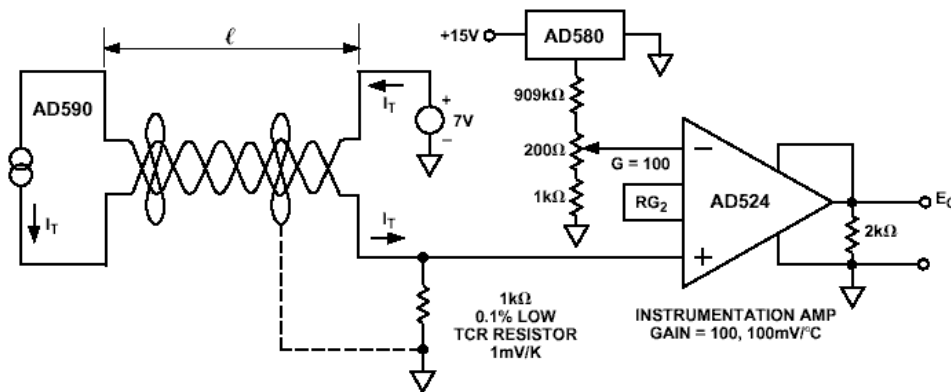 ℓ
AD590
I_T
I_T
+
7V
−
I_T
+15V
AD580
909kΩ
200Ω
1kΩ
G = 100
RG₂
−
AD524
+
E_O
2kΩ
1kΩ
0.1% LOW
TCR RESISTOR
1mV/K
INSTRUMENTATION AMP
GAIN = 100, 100mV/°C